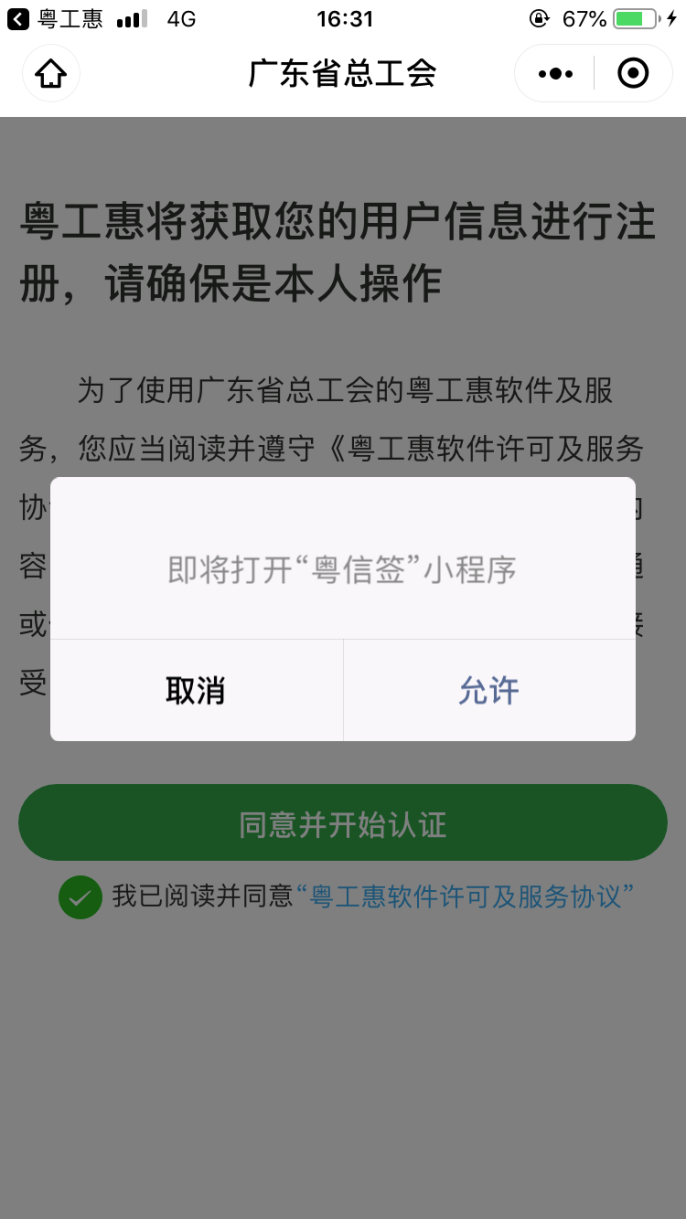 粤工惠 4G 16:31 67%
广东省总工会
粤工惠将获取您的用户信息进行注
册，请确保是本人操作
为了使用广东省总工会的粤工惠软件及服
务，您应当阅读并遵守《粤工惠软件许可及服务
协
容
或
受
即将打开“粤信签”小程序
取消 允许
同意并开始认证
我已阅读并同意“粤工惠软件许可及服务协议”